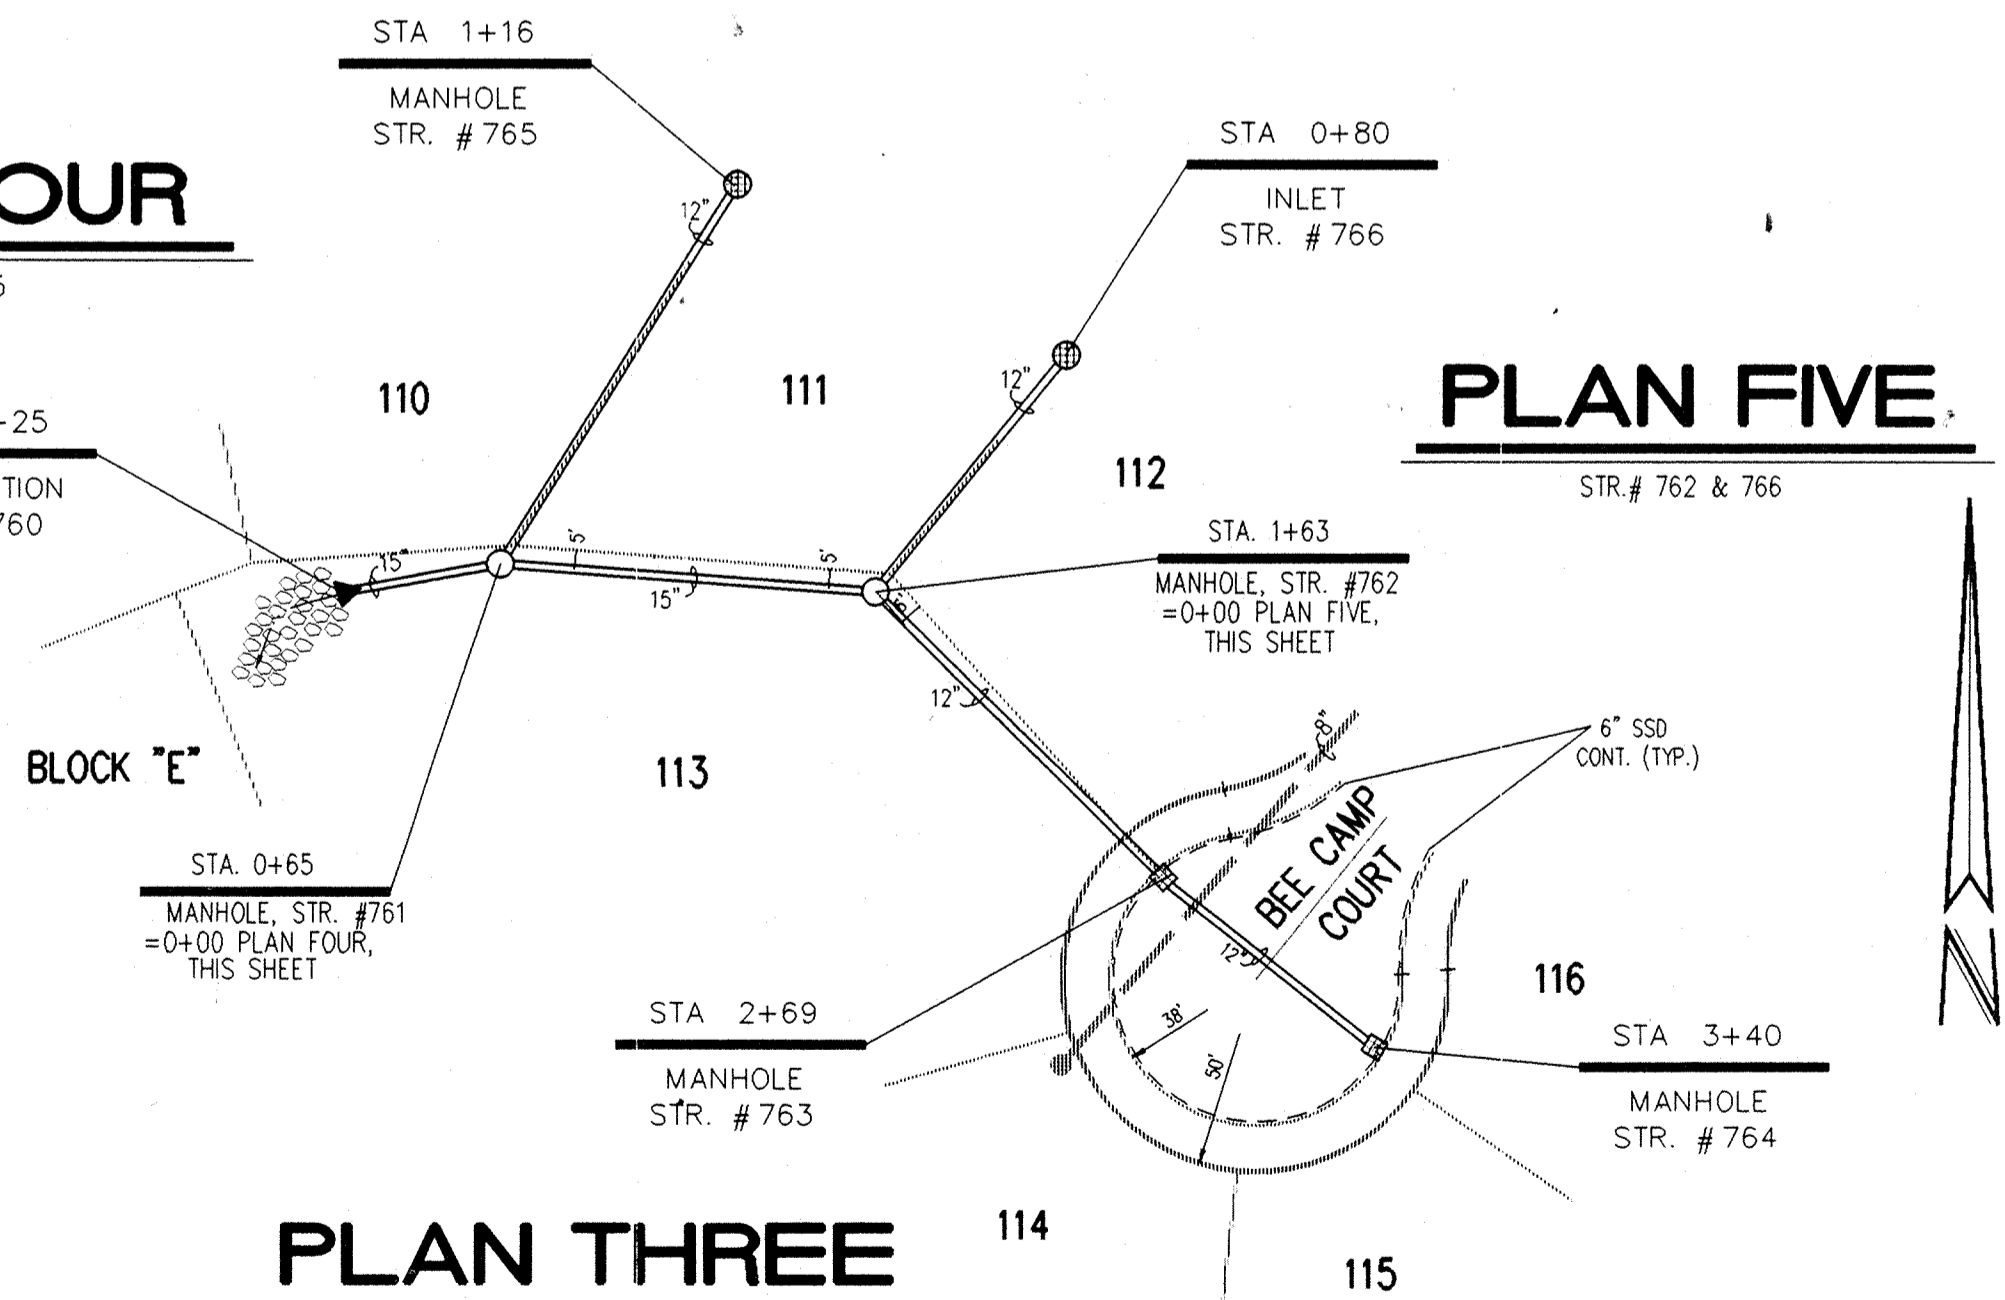 STA 1+16
MANHOLE
STR. # 765
STA 0+80
INLET
STR. # 766
OUR
12"
12"
110
111
112
PLAN FIVE
STR.# 762 & 766
-25
TION
760
15"
5'
15"
5'
STA. 1+63
MANHOLE, STR. #762
=0+00 PLAN FIVE,
THIS SHEET
12"
8"
6" SSD
CONT. (TYP.)
BLOCK "E"
113
BEE CAMP
COURT
STA. 0+65
MANHOLE, STR. #761
=0+00 PLAN FOUR,
THIS SHEET
12"
116
N
STA 2+69
MANHOLE
STR. # 763
38'
50'
STA 3+40
MANHOLE
STR. # 764
PLAN THREE
114
115